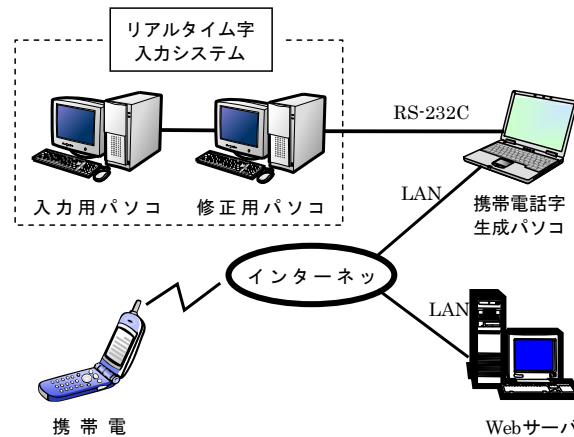 リアルタイム字
入力システム
RS-232C
入力用パソコ
修正用パソコ
LAN
携帯電話字
生成パソコ
インターネッ
LAN
携帯電
Webサーバ